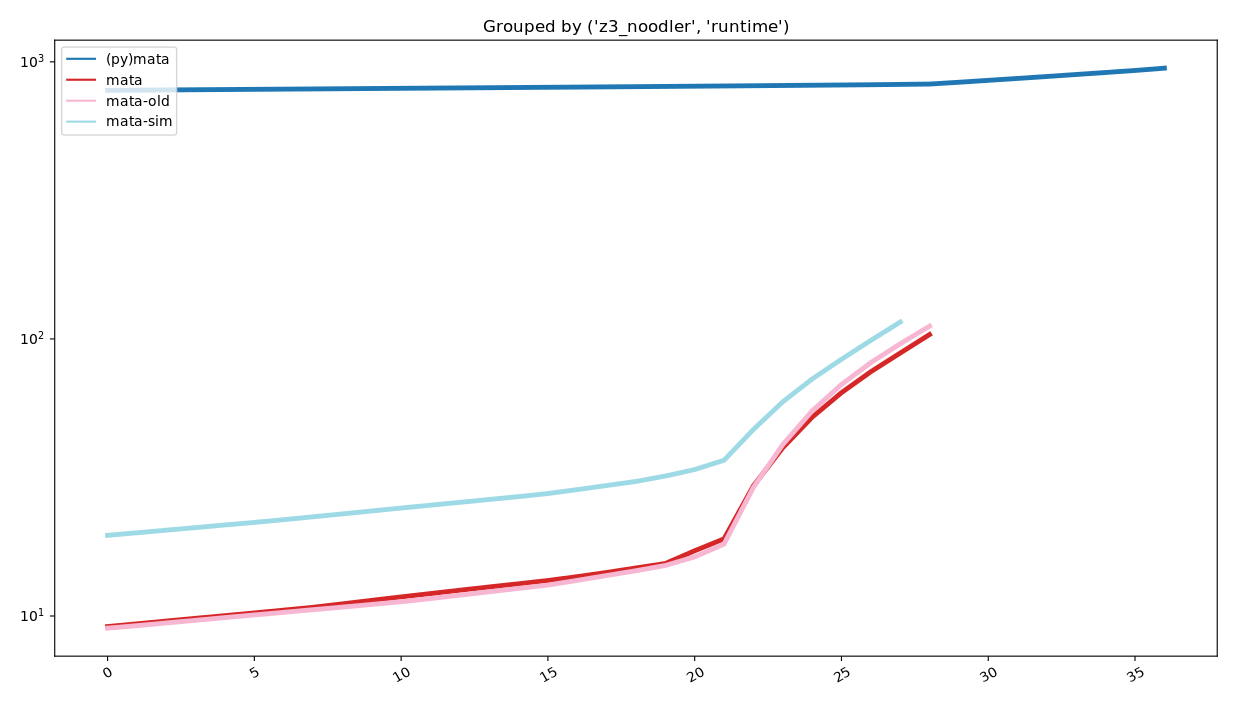 Grouped by ('z3_noodler', 'runtime')
(py)mata
mata
mata-old
mata-sim
10³
10²
10¹
0 5 10 15 20 25 30 35